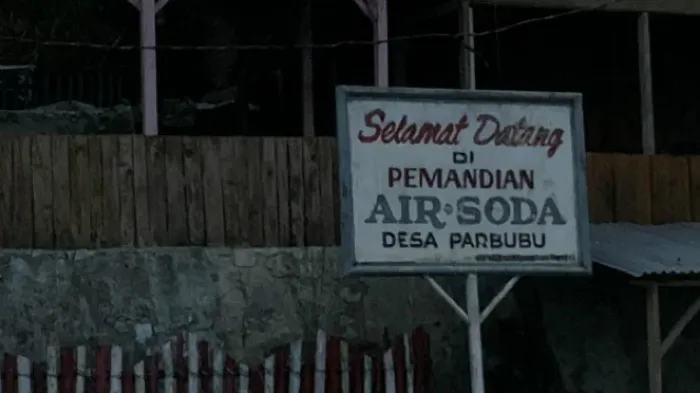 Selamat Datang
DI
PEMANDIAN
AIR·SODA
DESA PARBUBU